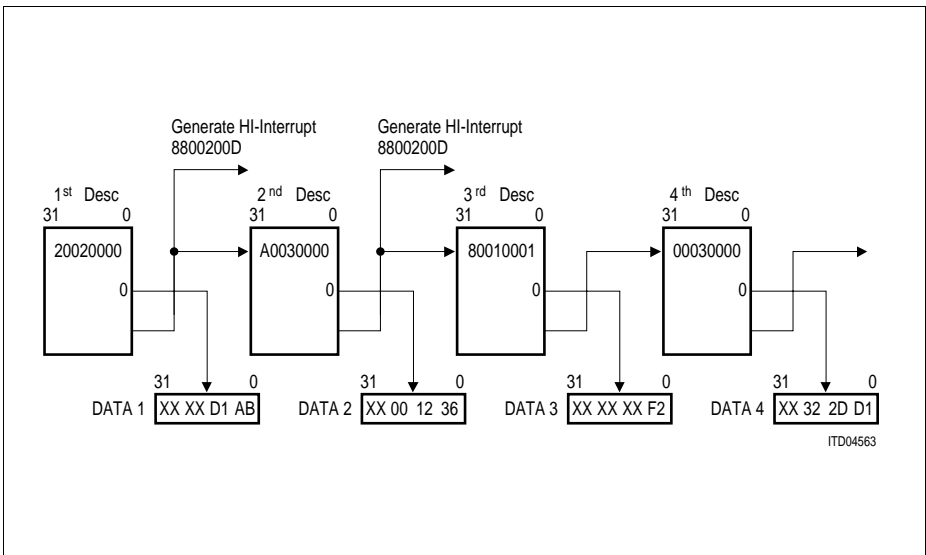 Generate HI-Interrupt
8800200D
Generate HI-Interrupt
8800200D
1st Desc
31 0
2nd Desc
31 0
3rd Desc
31 0
4th Desc
31 0
20020000
0
A0030000
0
80010001
0
00030000
0
31 0
DATA 1 XX XX D1 AB
31 0
DATA 2 XX 00 12 36
31 0
DATA 3 XX XX XX F2
31 0
DATA 4 XX 32 2D D1
ITD04563